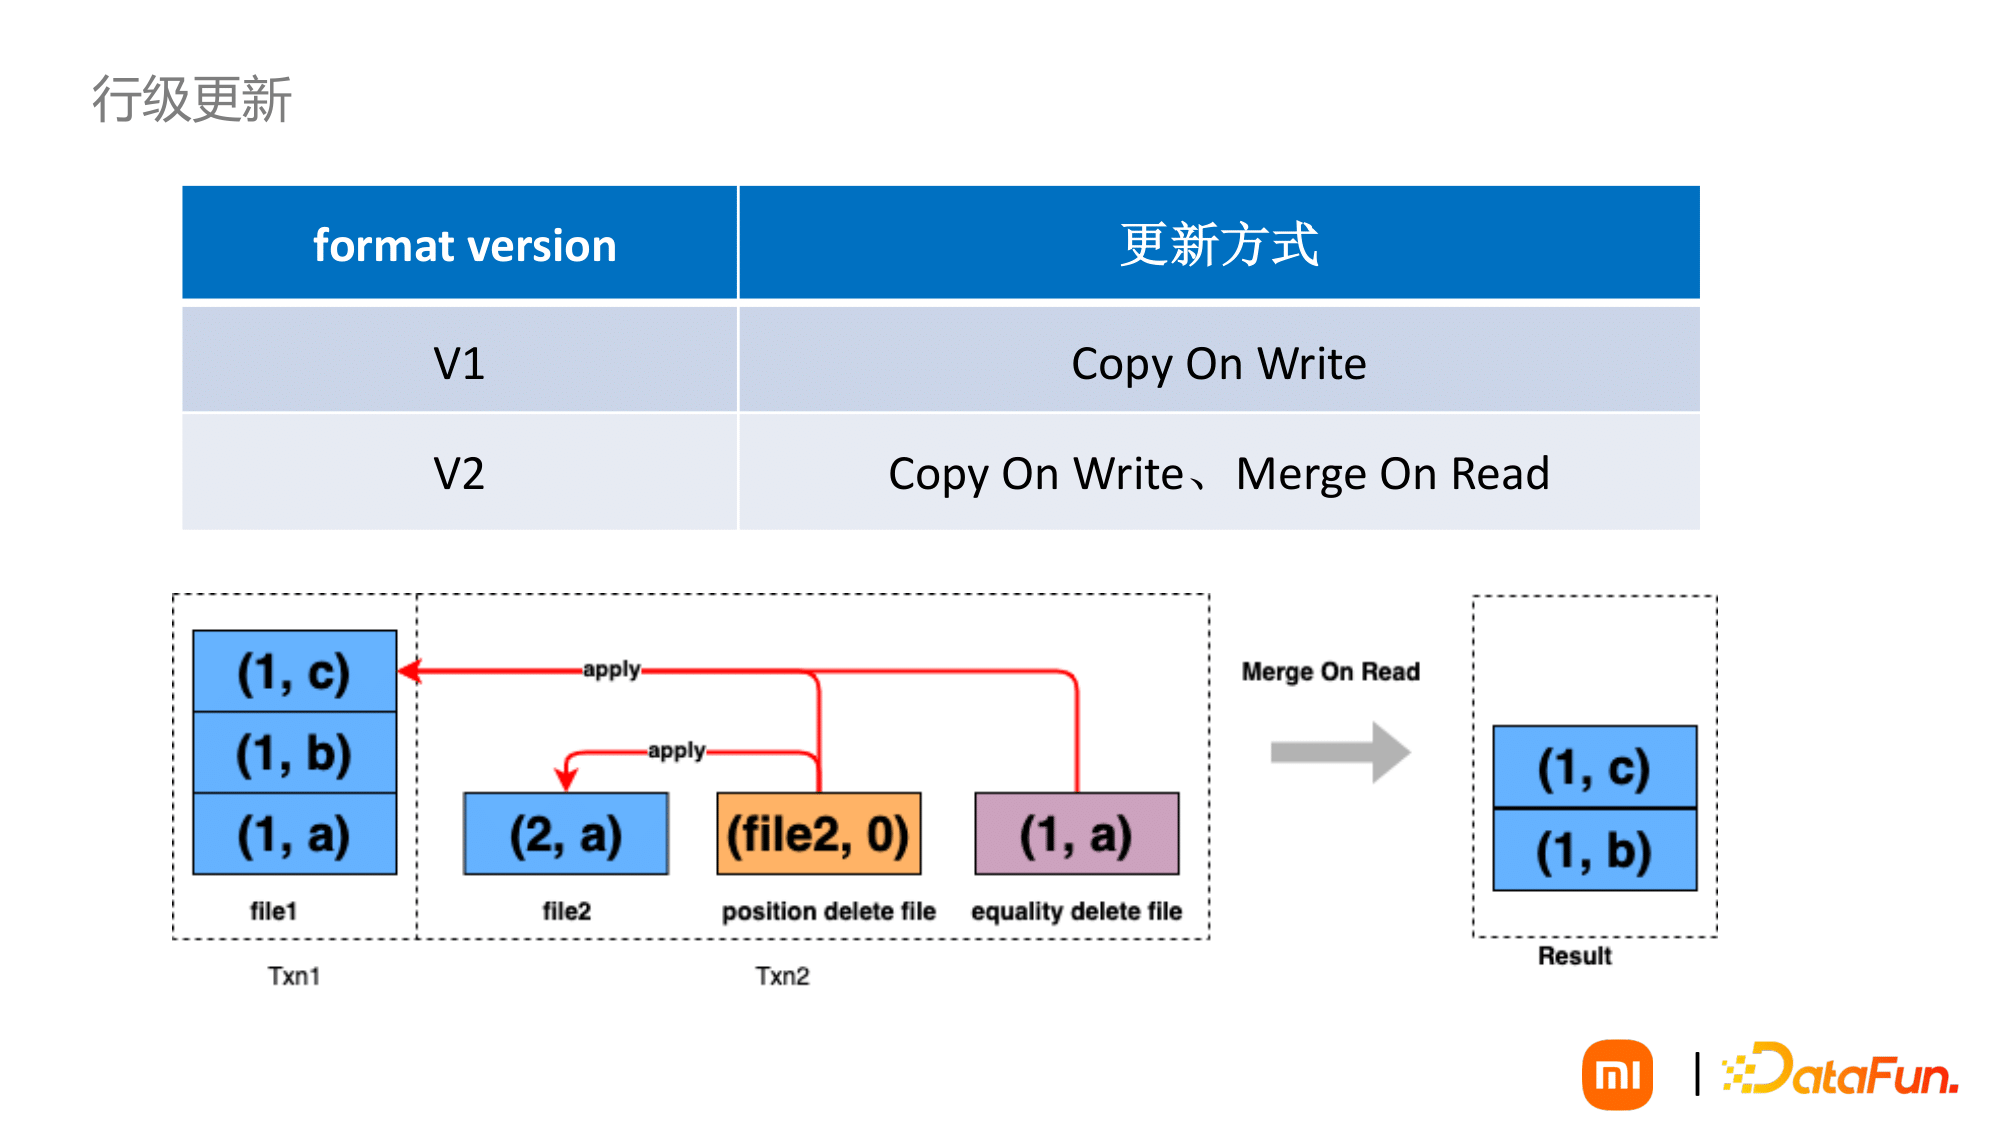 行级更新
format version
更新方式
V1
Copy On Write
V2
Copy On Write、Merge On Read
(1, c)
(1, b)
(1, a)
file1
Txn1
apply
apply
(2, a)
file2
(file2, 0)
position delete file
(1, a)
equality delete file
Txn2
Merge On Read
(1, c)
(1, b)
Result
mi
DataFun.